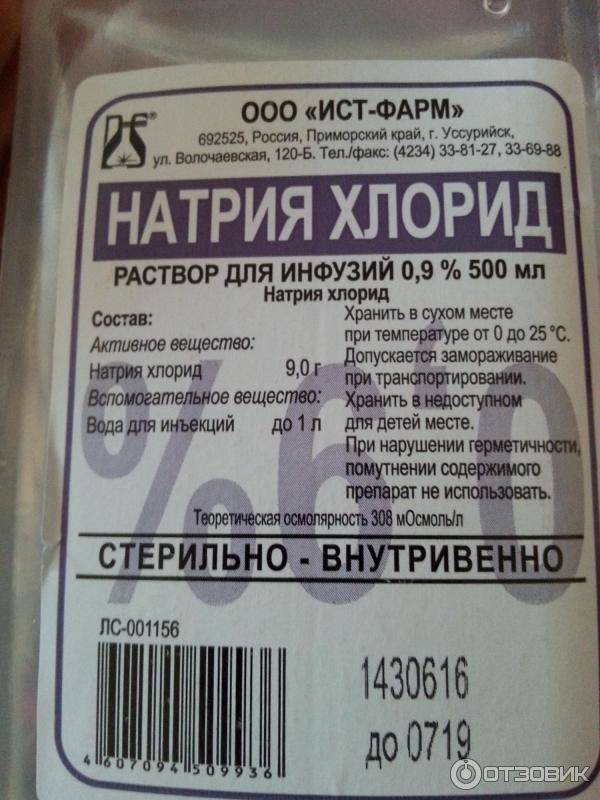 ООО «ИСТ-ФАРМ»
692525, Россия, Приморский край, г. Уссурийск,
ул. Волочаевская, 120-Б. Тел./факс: (4234) 33-81-27, 33-69-88
НАТРИЯ ХЛОРИД
РАСТВОР ДЛЯ ИНФУЗИЙ 0,9 % 500 мл
Натрия хлорид
Состав:
Активное вещество:
Натрия хлорид 9,0 г
Вспомогательное вещество:
Вода для инъекций до 1 л
Хранить в сухом месте
при температуре от 0 до 25 °С.
Допускается замораживание
при транспортировании.
Хранить в недоступном
для детей месте.
При нарушении герметичности,
помутнении содержимого
препарат не использовать.
0,9%
Теоретическая осмолярность 308 мОсмоль/л
СТЕРИЛЬНО - ВНУТРИВЕННО
ЛС-001156
4 607094 509936
1430616
до 0719
ОТЗОВИК